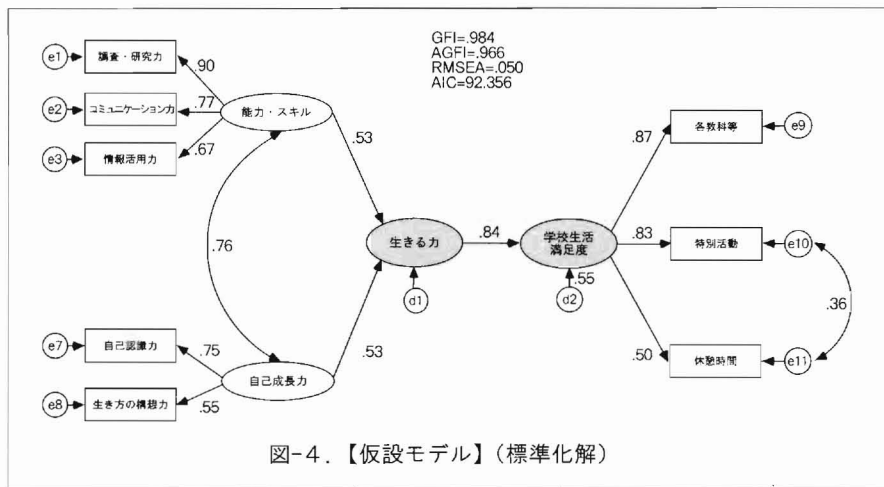 GFI=.984
AGFI=.966
RMSEA=.050
AIC=92.356
e1
調査・研究力
.90
e2
コミュニケーション力
.77
能力・スキル
e3
情報活用力
.67
.53
.76
生きる力
d1
.84
学校生活
満足度
.55
d2
.87
各教科等
e9
.83
特別活動
e10
.36
.50
休憩時間
e11
e7
自己認識力
.75
.53
自己成長力
e8
生き方の構想力
.55
図-4.【仮設モデル】(標準化解)